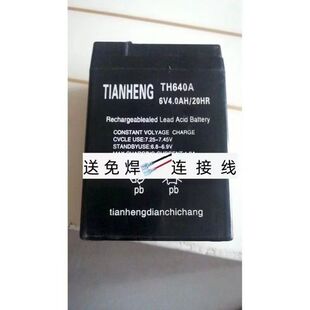 TIANHENG TH640A
6V4.0AH/20HR
Rechargeablealed Lead Acid Battery
CONSTANT VOLTAGE CHARGE
CVCLE USE: 7.25-7.45V
STANDBYUSE: 6.8-6.9V
送免焊连接线
pb pb
tianhengdianchichang